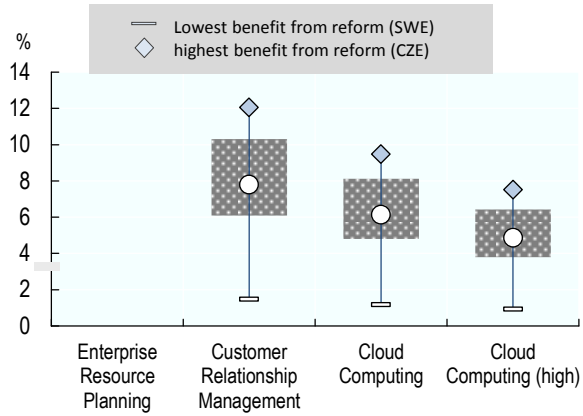 Lowest benefit from reform (SWE)
highest benefit from reform (CZE)
%
14
12
10
8
6
4
2
0
Enterprise
Resource
Planning
Customer
Relationship
Management
Cloud
Computing
Cloud
Computing (high)